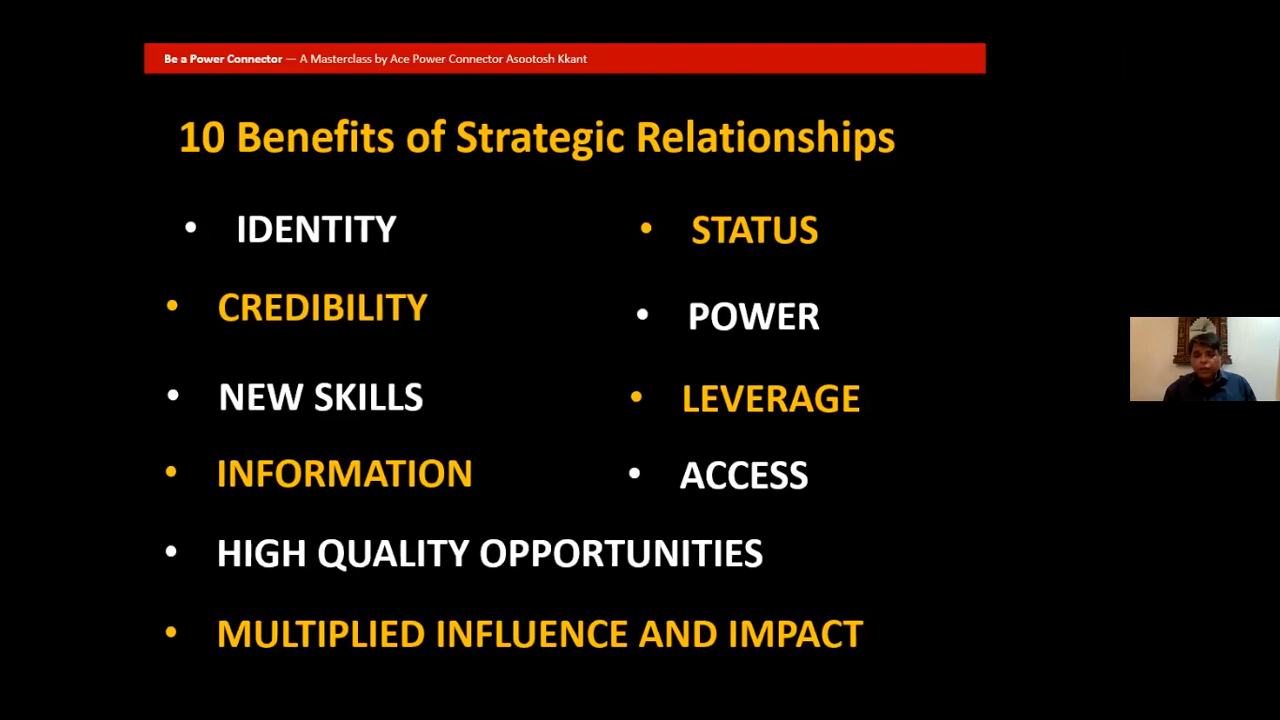 Be a Power Connector — A Masterclass by Ace Power Connector Asootosh Kkant
10 Benefits of Strategic Relationships
• IDENTITY
• STATUS
• CREDIBILITY
• POWER
• NEW SKILLS
• LEVERAGE
• INFORMATION
• ACCESS
• HIGH QUALITY OPPORTUNITIES
• MULTIPLIED INFLUENCE AND IMPACT